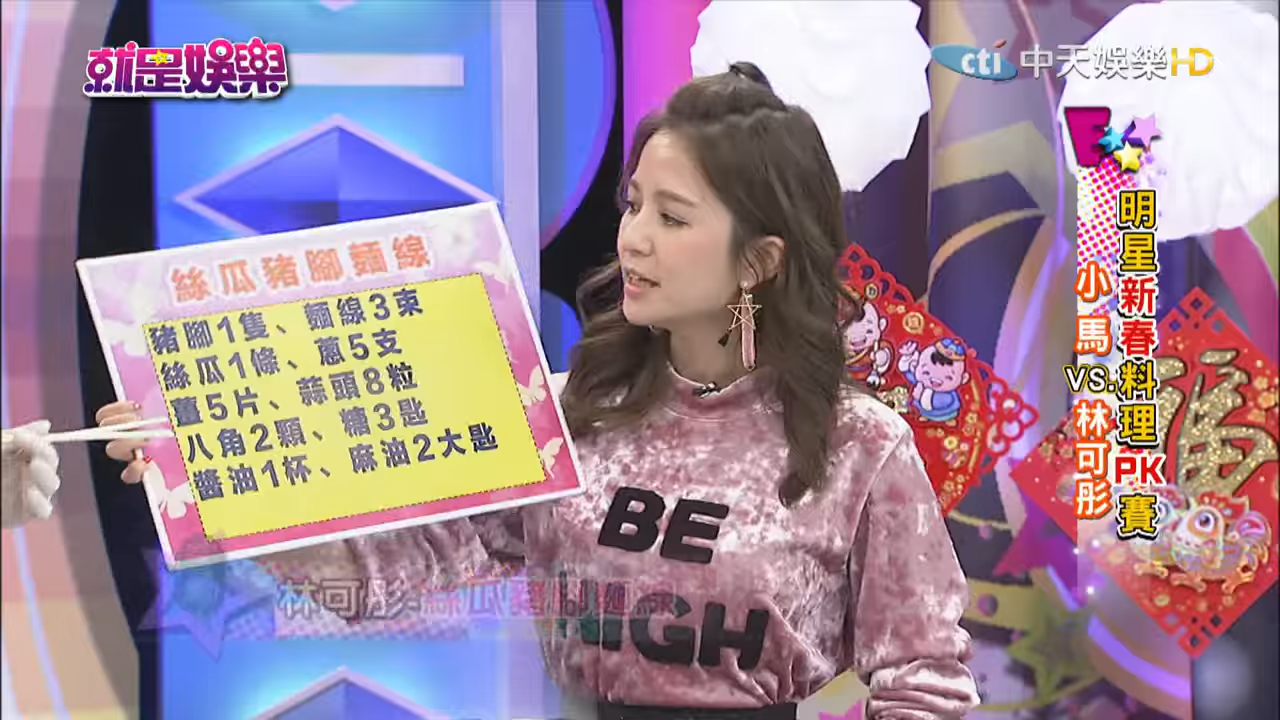 就是娛樂
cti 中天娛樂HD
明星新春料理PK賽
小馬 VS. 林可彤
絲瓜豬腳麵線
豬腳1隻、麵線3束
絲瓜1條、蔥5支
薑5片、蒜頭8粒
八角2顆、糖3匙
醬油1杯、麻油2大匙
福
BE
HIGH
林可彤-絲瓜豬腳麵線